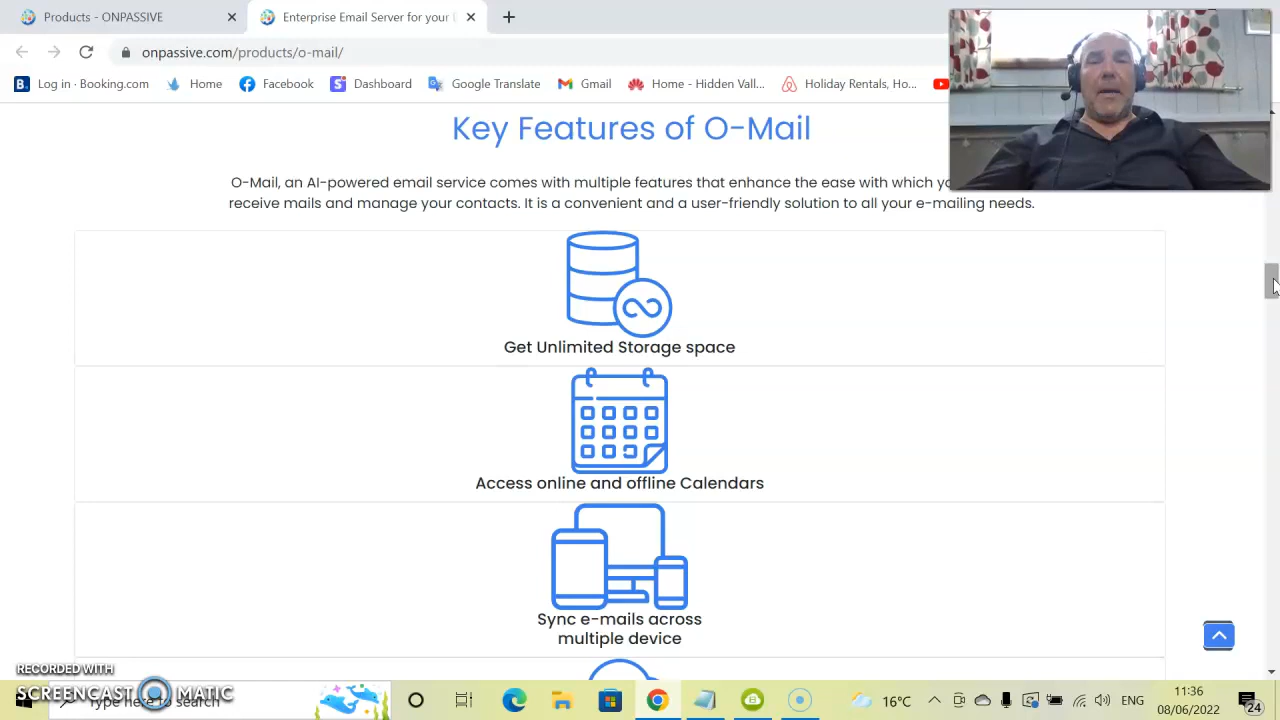 Products - ONPASSIVE
Enterprise Email Server for your
onpassive.com/products/o-mail/
B. Log in - Booking.com
Home
Facebook
Dashboard
Google Translate
Gmail
Home - Hidden Vall...
Holiday Rentals, Ho...
Key Features of O-Mail
O-Mail, an AI-powered email service comes with multiple features that enhance the ease with which
receive mails and manage your contacts. It is a convenient and a user-friendly solution to all your e-mailing needs.
Get Unlimited Storage space
Access online and offline Calendars
Sync e-mails across
multiple device
RECORDED WITH
SCREENCAST MATIC
Type here to search
16°C
ENG
11:36
08/06/2022
24